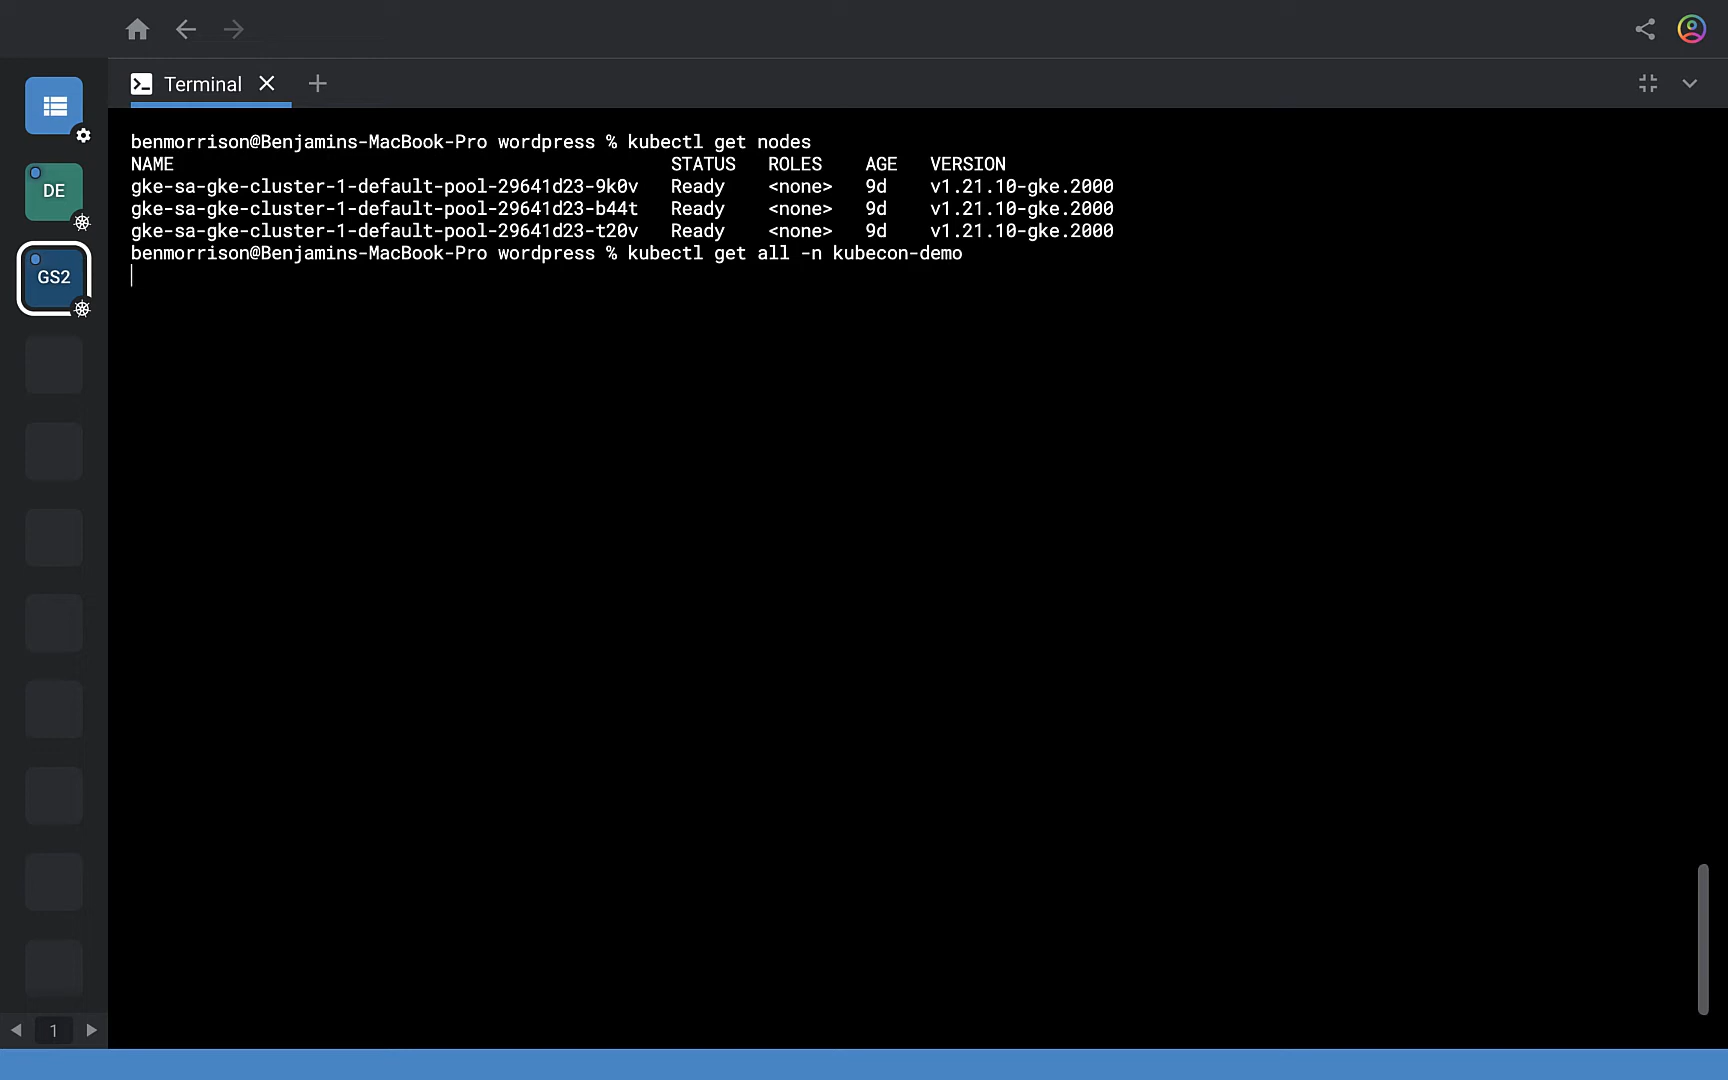 Terminal
DE
GS2
benmorrison@Benjamins-MacBook-Pro wordpress % kubectl get nodes
NAME STATUS ROLES AGE VERSION
gke-sa-gke-cluster-1-default-pool-29641d23-9k0v Ready <none> 9d v1.21.10-gke.2000
gke-sa-gke-cluster-1-default-pool-29641d23-b44t Ready <none> 9d v1.21.10-gke.2000
gke-sa-gke-cluster-1-default-pool-29641d23-t20v Ready <none> 9d v1.21.10-gke.2000
benmorrison@Benjamins-MacBook-Pro wordpress % kubectl get all -n kubecon-demo
1